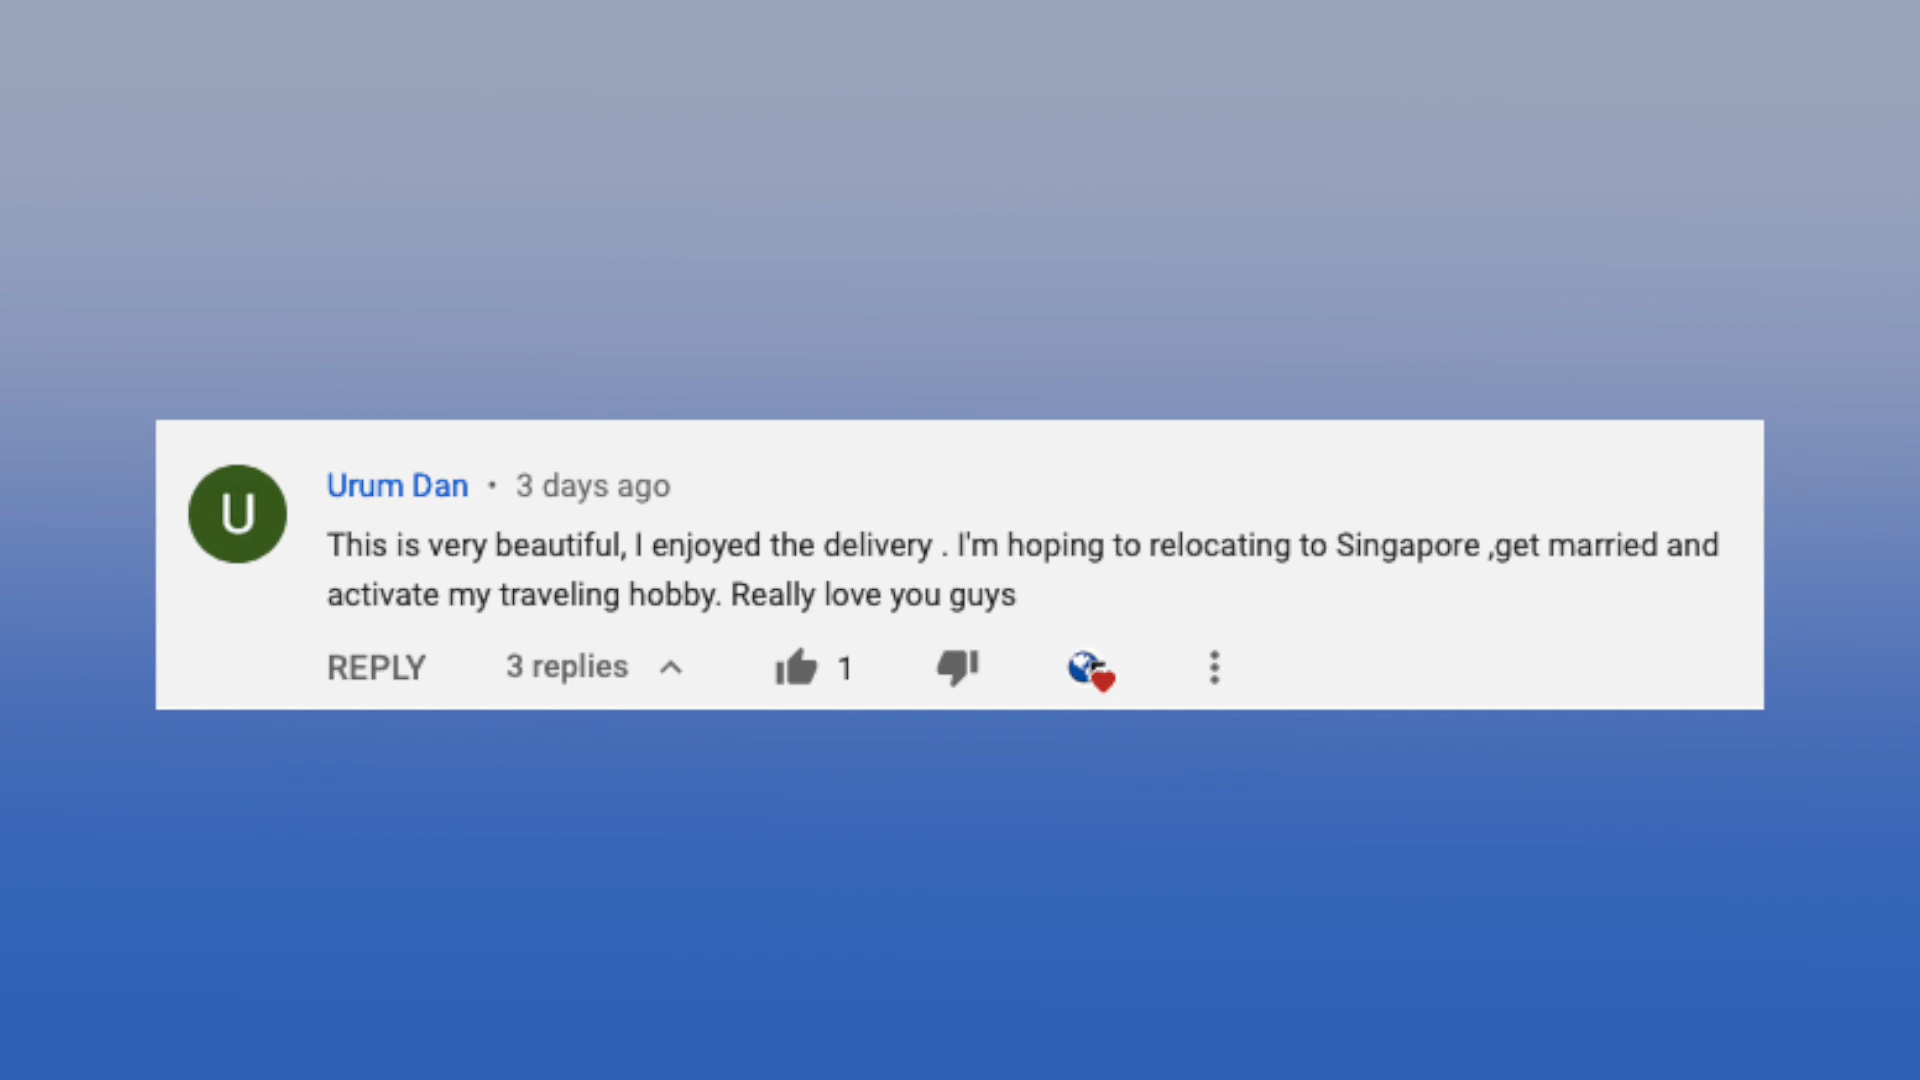 U
Urum Dan • 3 days ago
This is very beautiful, I enjoyed the delivery . I'm hoping to relocating to Singapore ,get married and
activate my traveling hobby. Really love you guys
REPLY 3 replies 1